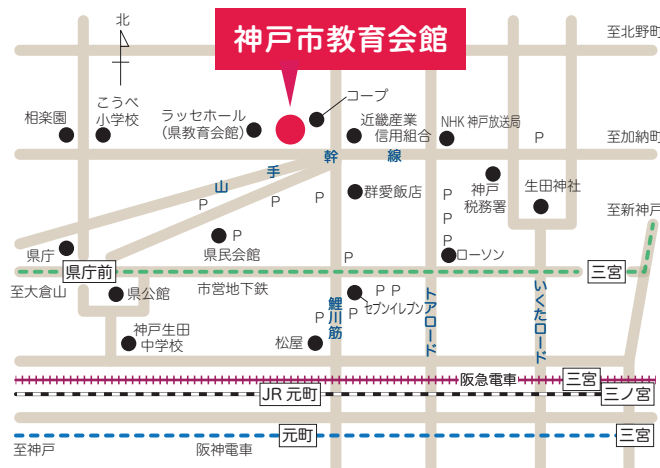 北
神戸市教育会館
至北野町
コープ
こうべ
小学校
相楽園
ラッセホール
(県教育会館)
近畿産業
信用組合
NHK 神戸放送局
P
至加納町
山手幹線
P
P
P
群愛飯店
P
P
P
神戸
税務署
生田神社
至新神戸
県庁
県民会館
P
P
ローソン
県庁前
三宮
至大倉山
県公館
市営地下鉄
P P
セブンイレブン
P
P
鯉川筋
トアロード
いくたロード
神戸生田
中学校
松屋
阪急電車
三宮
JR 元町
三ノ宮
元町
三宮
至神戸
阪神電車